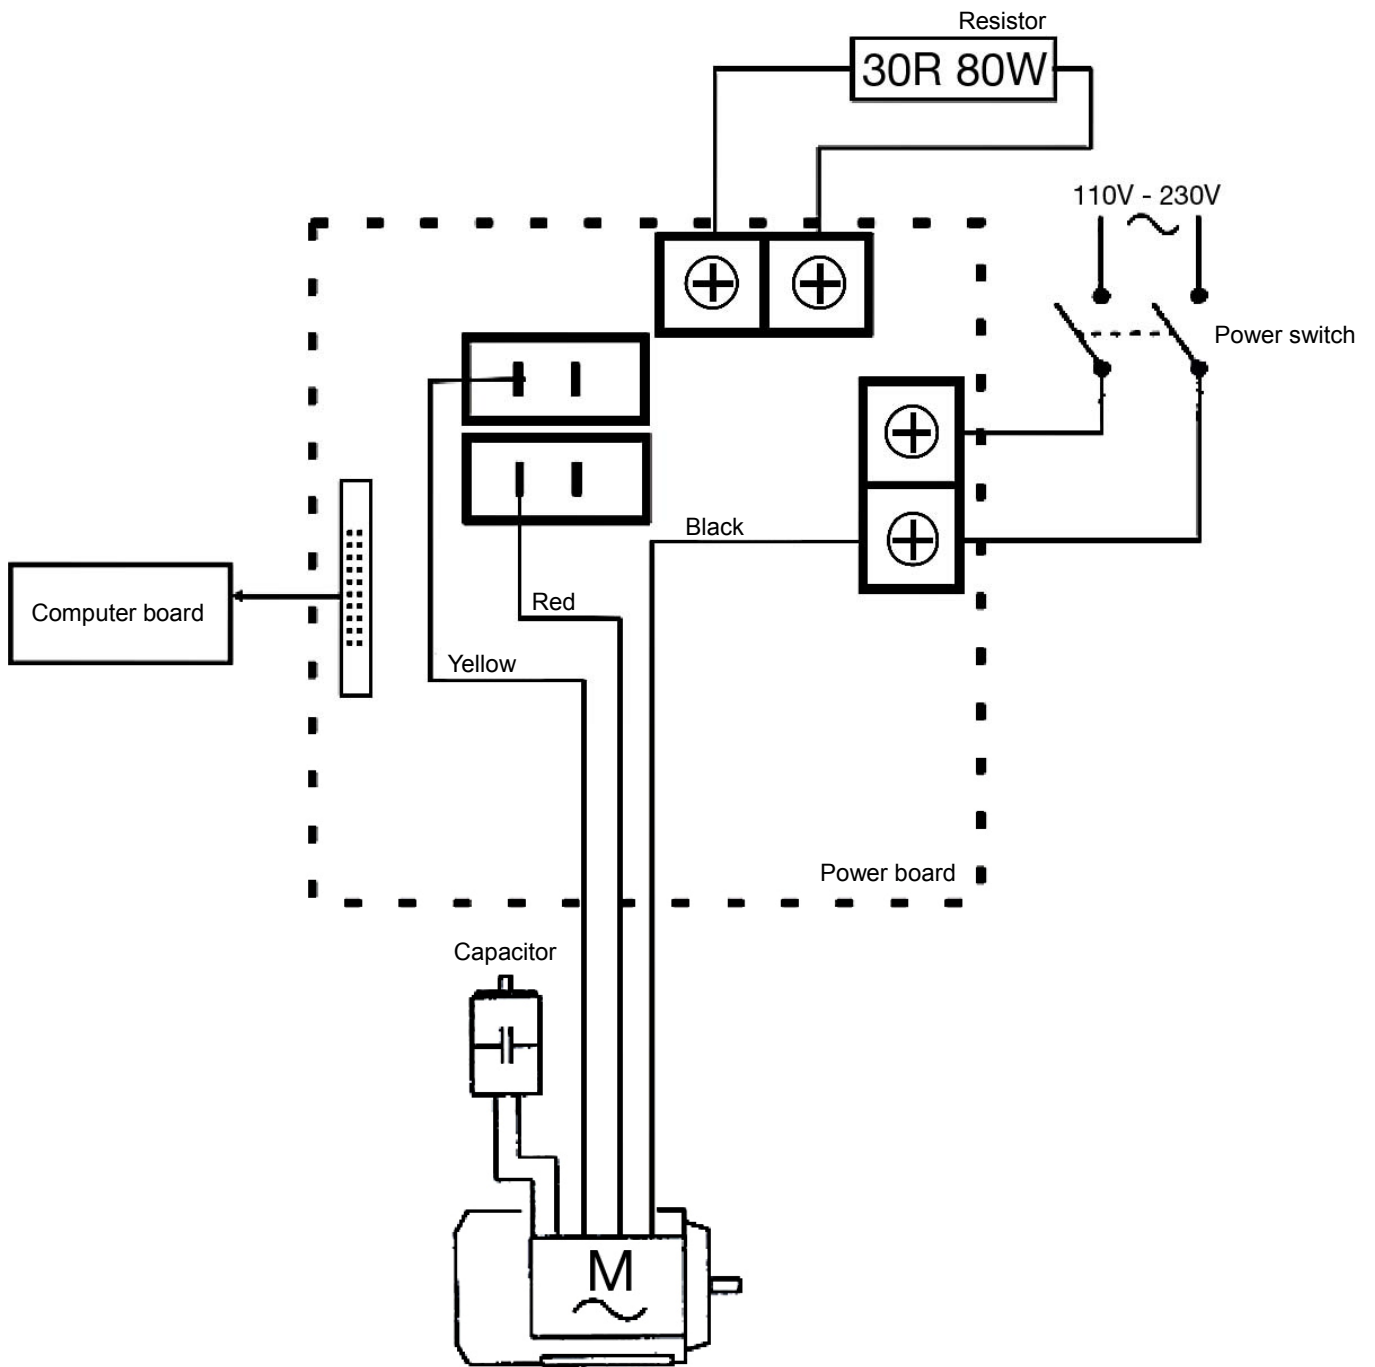 Resistor
30R 80W
110V - 230V
Power switch
Black
Red
Computer board
Yellow
Power board
Capacitor
M